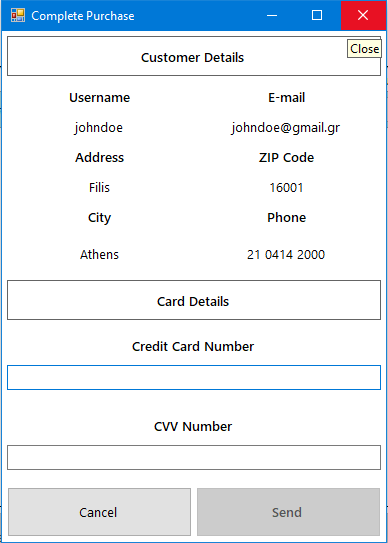 Complete Purchase
Close
Customer Details
Username E-mail
johndoe johndoe@gmail.gr
Address ZIP Code
Filis 16001
City Phone
Athens 21 0414 2000
Card Details
Credit Card Number
CVV Number
Cancel Send